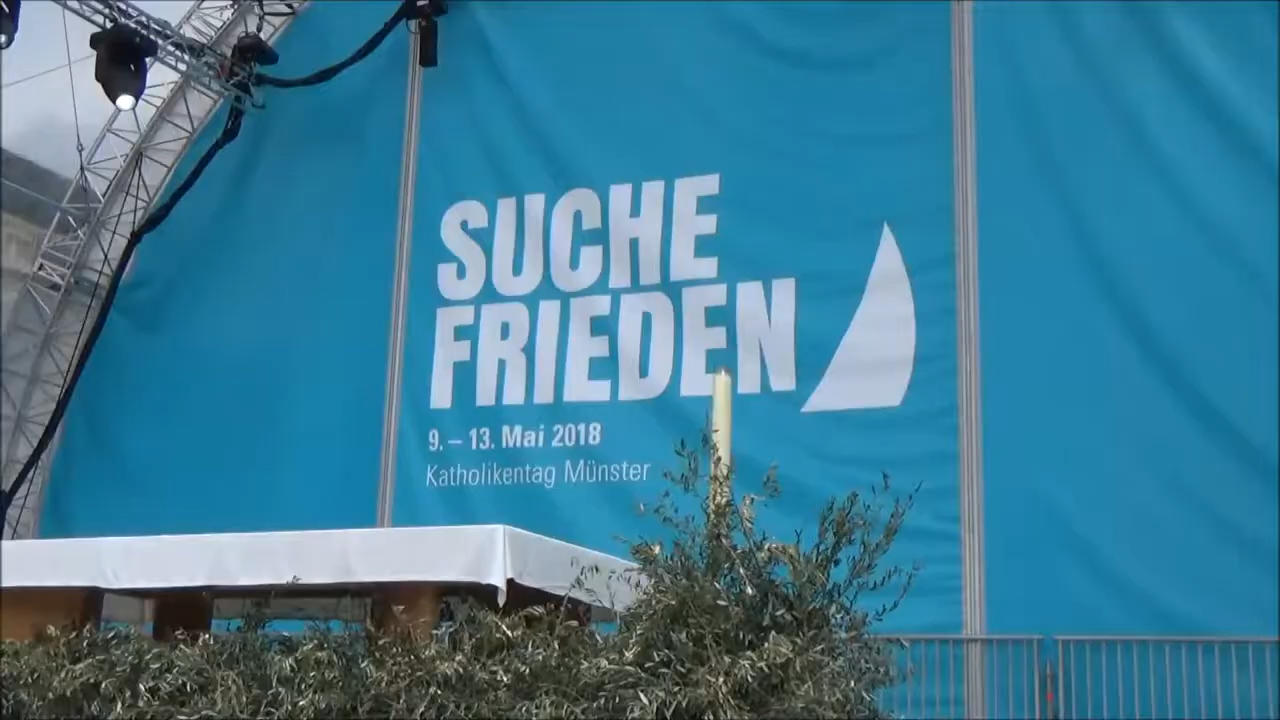 SUCHE
FRIEDEN
9. – 13. Mai 2018
Katholikentag Münster